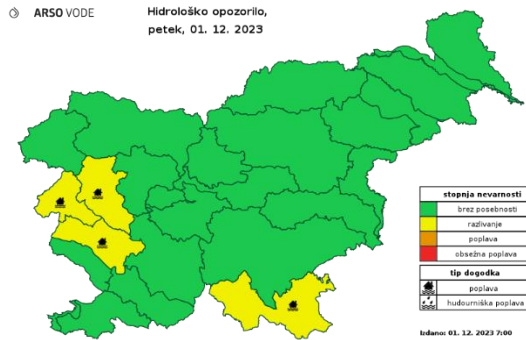 ARSO VODE
Hidrološko opozorilo,
petek, 01. 12. 2023
stopnja nevarnosti
brez posebnosti
razlivanje
poplava
obsežna poplava
tip dogodka
poplava
hudourniška poplava
Izdano: 01. 12. 2023 7:00